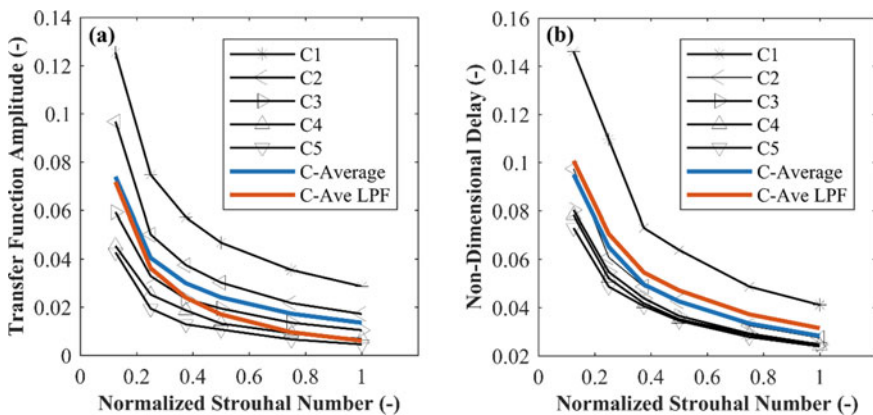 (a)
Transfer Function Amplitude (-)
0.14
0.12
0.1
0.08
0.06
0.04
0.02
0
C1
C2
C3
C4
C5
C-Average
C-Ave LPF
0 0.2 0.4 0.6 0.8 1
Normalized Strouhal Number (-)
(b)
Non-Dimensional Delay (-)
0.16
0.14
0.12
0.1
0.08
0.06
0.04
0.02
C1
C2
C3
C4
C5
C-Average
C-Ave LPF
0 0.2 0.4 0.6 0.8 1
Normalized Strouhal Number (-)